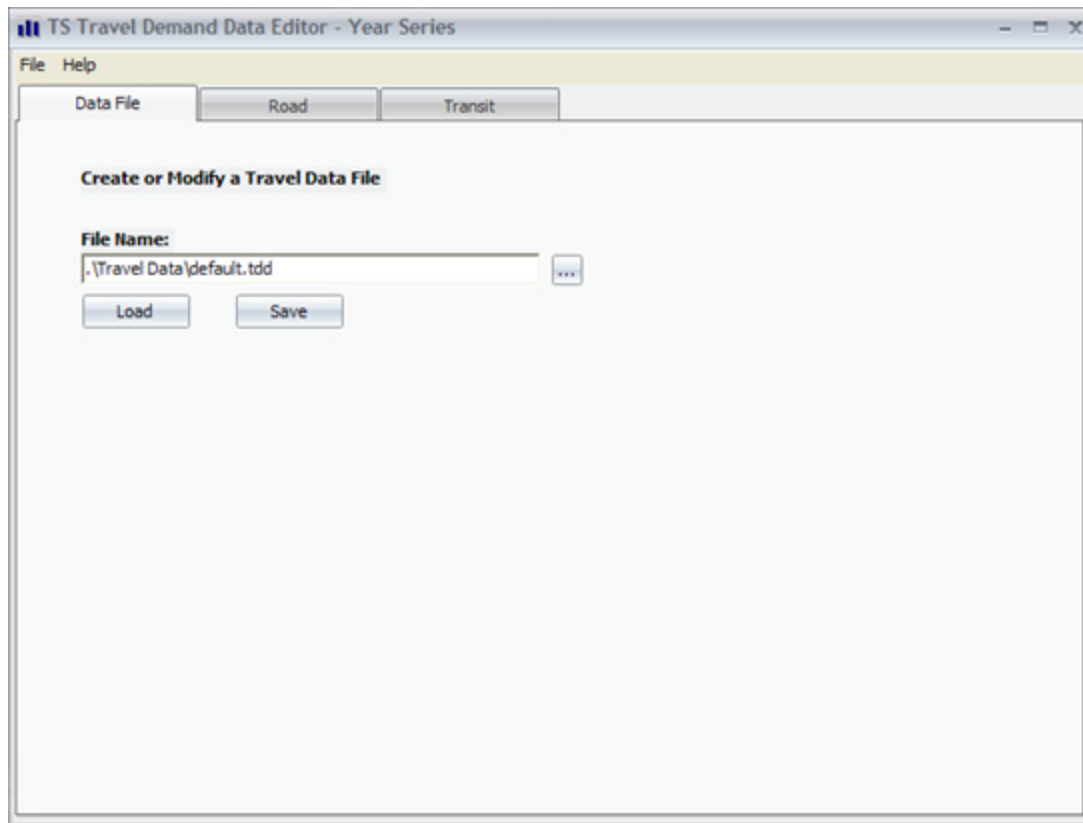 TS Travel Demand Data Editor - Year Series
File Help
Data File Road Transit
Create or Modify a Travel Data File
File Name:
.\Travel Data\default.tdd ...
Load Save